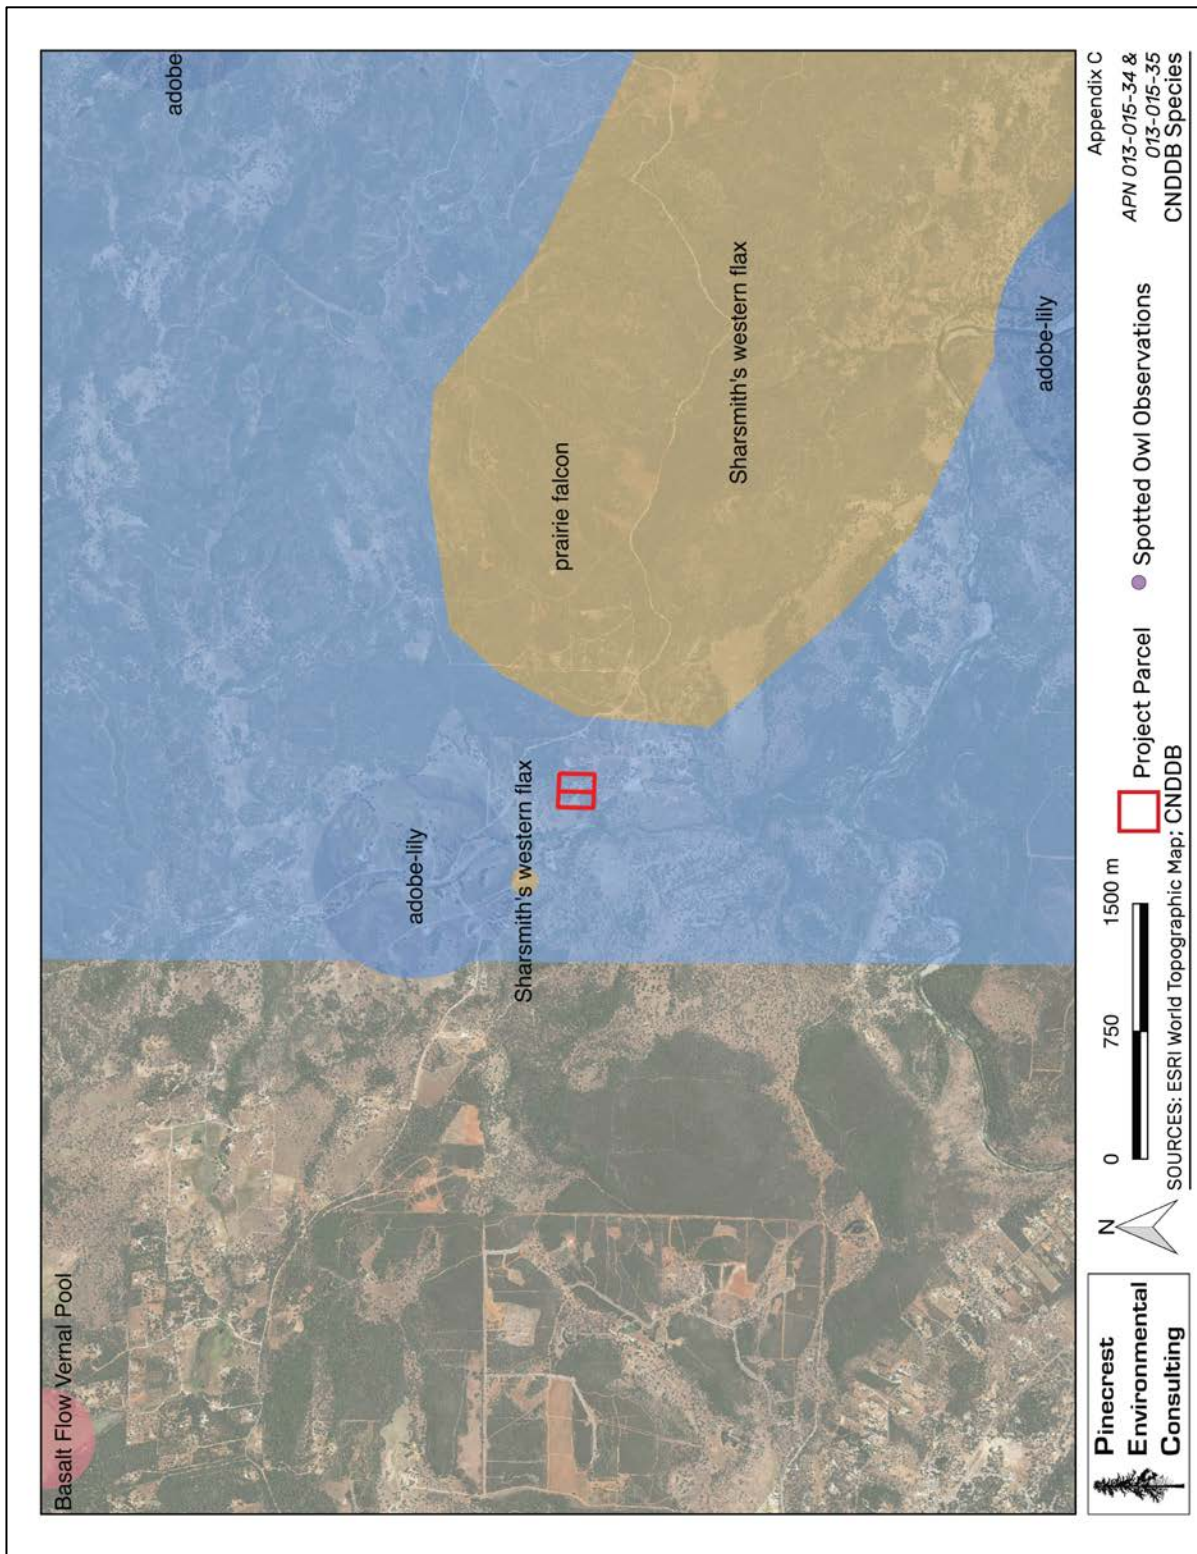 Basalt Flow Vernal Pool
adobe
adobe-lily
Sharsmith's western flax
prairie falcon
Sharsmith's western flax
adobe-lily
Pinecrest
Environmental
Consulting
N
0 750 1500 m
Project Parcel
Spotted Owl Observations
SOURCES: ESRI World Topographic Map; CNDDB
Appendix C
APN 013-015-34 &
013-015-35
CNDDB Species